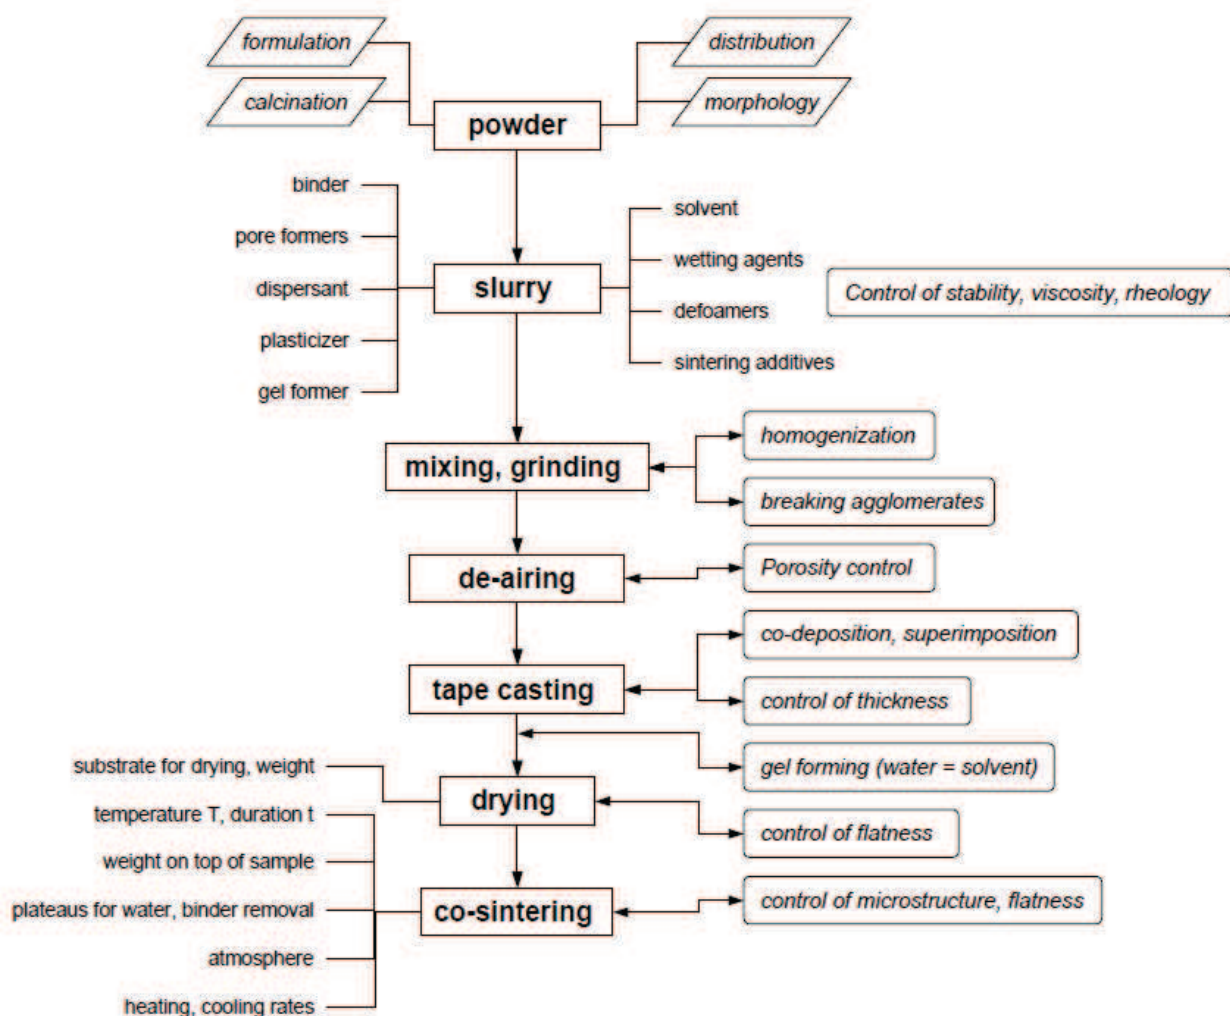 formulation
distribution
calcination
morphology
powder
binder
pore formers
dispersant
plasticizer
gel former
slurry
solvent
wetting agents
defoamers
sintering additives
Control of stability, viscosity, rheology
mixing, grinding
homogenization
breaking agglomerates
de-airing
Porosity control
tape casting
co-deposition, superimposition
control of thickness
gel forming (water = solvent)
substrate for drying, weight
drying
control of flatness
temperature T, duration t
weight on top of sample
plateaus for water, binder removal
atmosphere
heating, cooling rates
co-sintering
control of microstructure, flatness